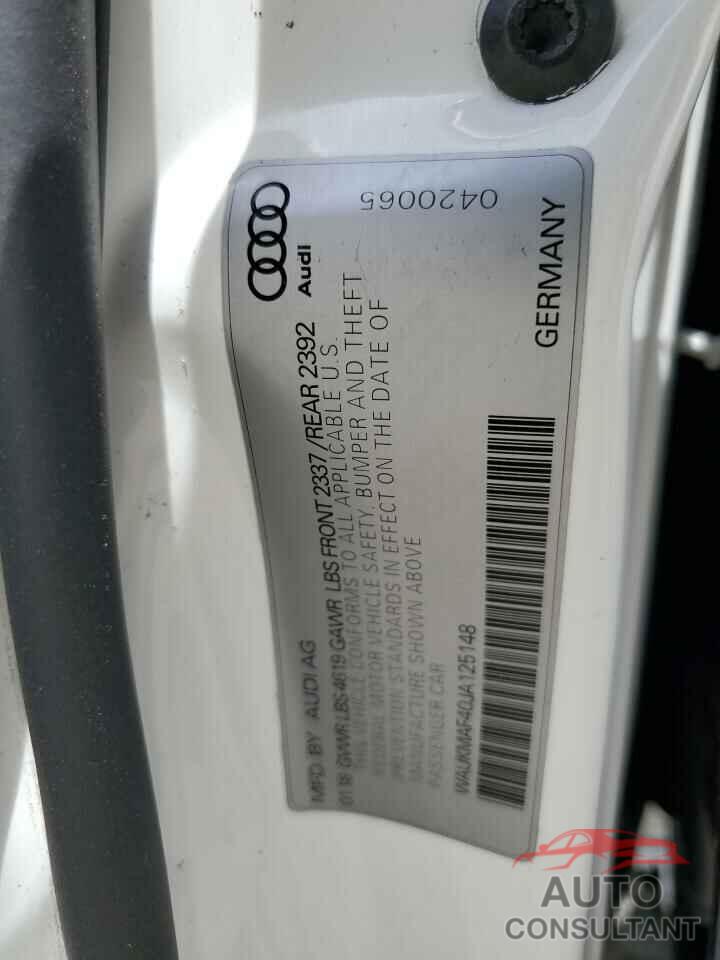 0420065
Audi
GERMANY
MFD BY AUDI AG
01/18 GVWR LBS 4619 GAWR LBS FRONT 2337/REAR 2392
THIS VEHICLE CONFORMS TO ALL APPLICABLE U.S.
FEDERAL MOTOR VEHICLE SAFETY, BUMPER AND THEFT
PREVENTION STANDARDS IN EFFECT ON THE DATE OF
MANUFACTURE SHOWN ABOVE
PASSENGER CAR
WAUKMAF40JA125148
AUTO
CONSULTANT